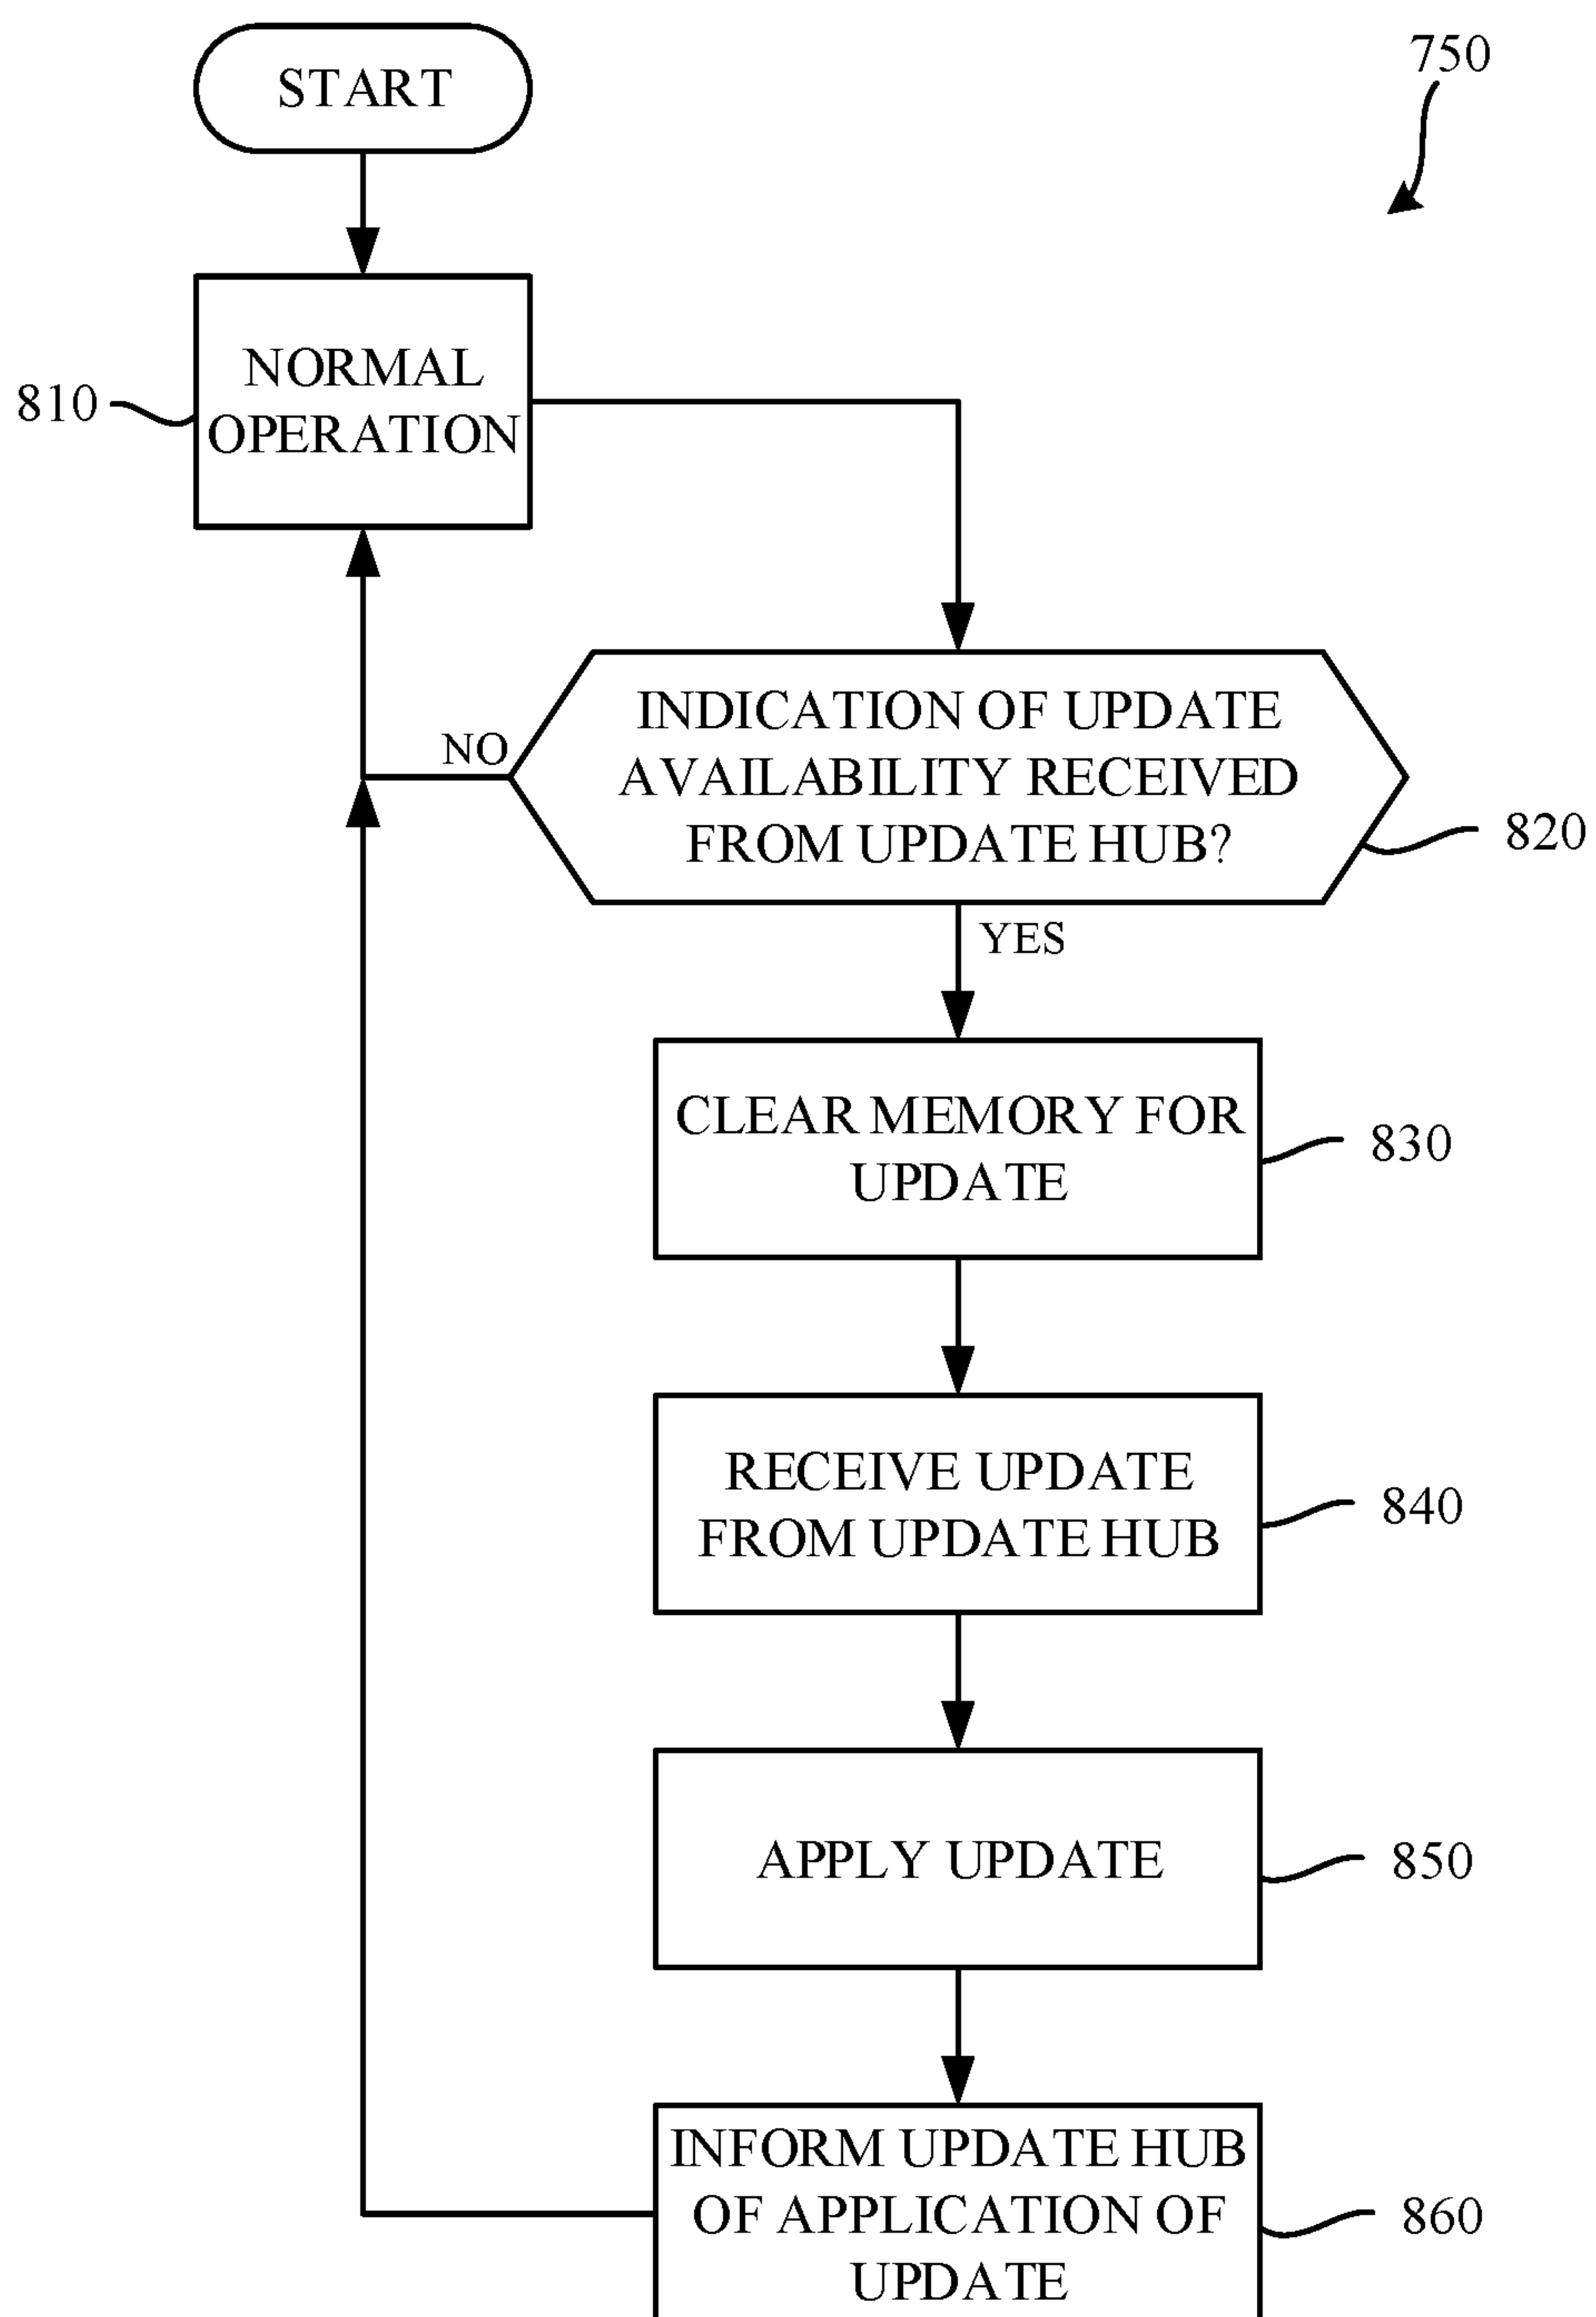 START
750
NORMAL
OPERATION
810
INDICATION OF UPDATE
AVAILABILITY RECEIVED
FROM UPDATE HUB?
NO
820
YES
CLEAR MEMORY FOR
UPDATE
830
RECEIVE UPDATE
FROM UPDATE HUB
840
APPLY UPDATE
850
INFORM UPDATE HUB
OF APPLICATION OF
UPDATE
860